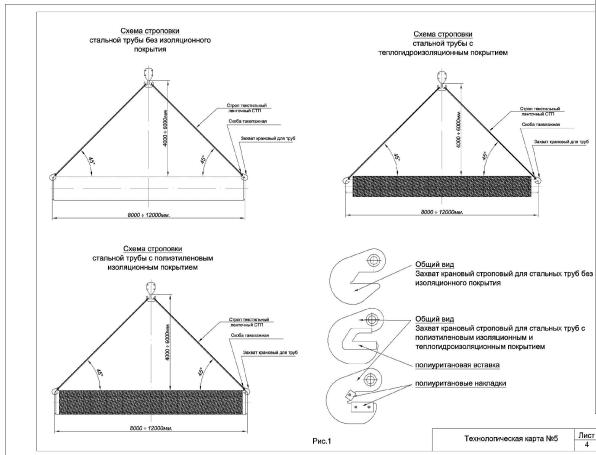 Схема строповки
стальной трубы без изоляционного
покрытия
Строп текстильный
ленточный СТП
Скоба такелажная
Захват крановый для труб
4000 ÷ 6000мм.
45°
45°
8000 ÷ 12000мм.
Схема строповки
стальной трубы с
теплогидроизоляционным покрытием
Строп текстильный
ленточный СТП
Скоба такелажная
Захват крановый для труб
4000 ÷ 6000мм.
45°
45°
8000 ÷ 12000мм.
Схема строповки
стальной трубы с полиэтиленовым
изоляционным покрытием
Строп текстильный
ленточный СТП
Скоба такелажная
Захват крановый для труб
4000 ÷ 6000мм.
45°
45°
8000 ÷ 12000мм.
Общий вид
Захват крановый строповый для стальных труб без
изоляционного покрытия
Общий вид
Захват крановый строповый для стальных труб с
полиэтиленовым изоляционным и
теплогидроизоляционным покрытием
полиуритановая вставка
полиуритановые накладки
Рис.1
Технологическая карта №5
Лист
4